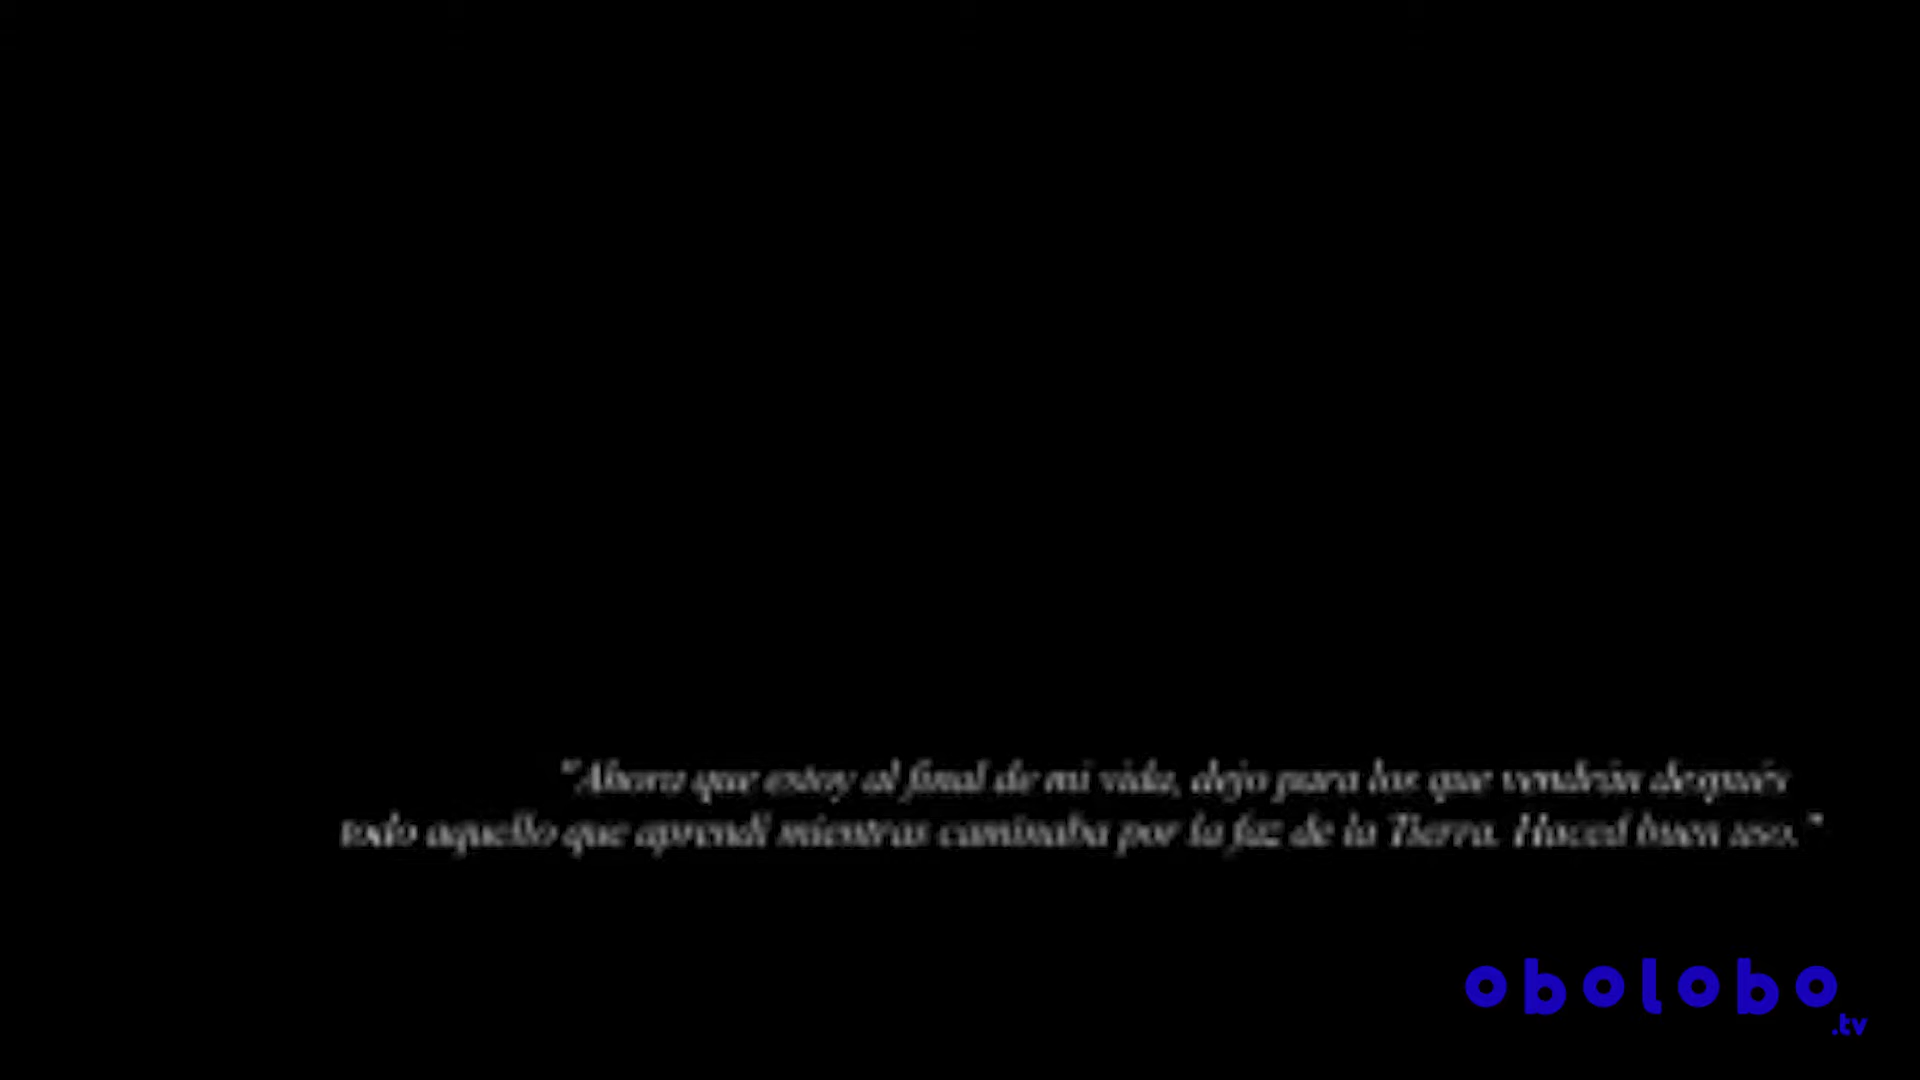 "Ahora que estoy al final de mi vida, dejo para los que vendrán después
todo aquello que aprendí mientras caminaba por la faz de la Tierra. Haced buen uso."
obolobo
.tv